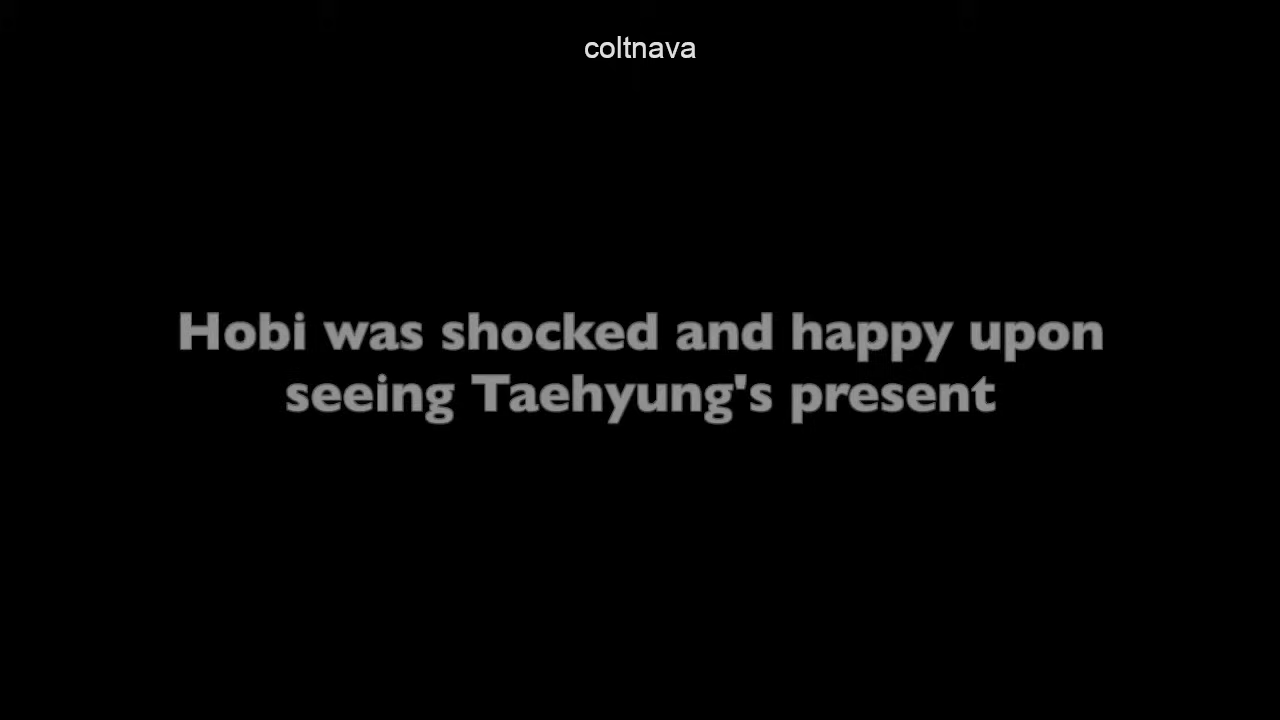 coltnava
Hobi was shocked and happy upon
seeing Taehyung's present